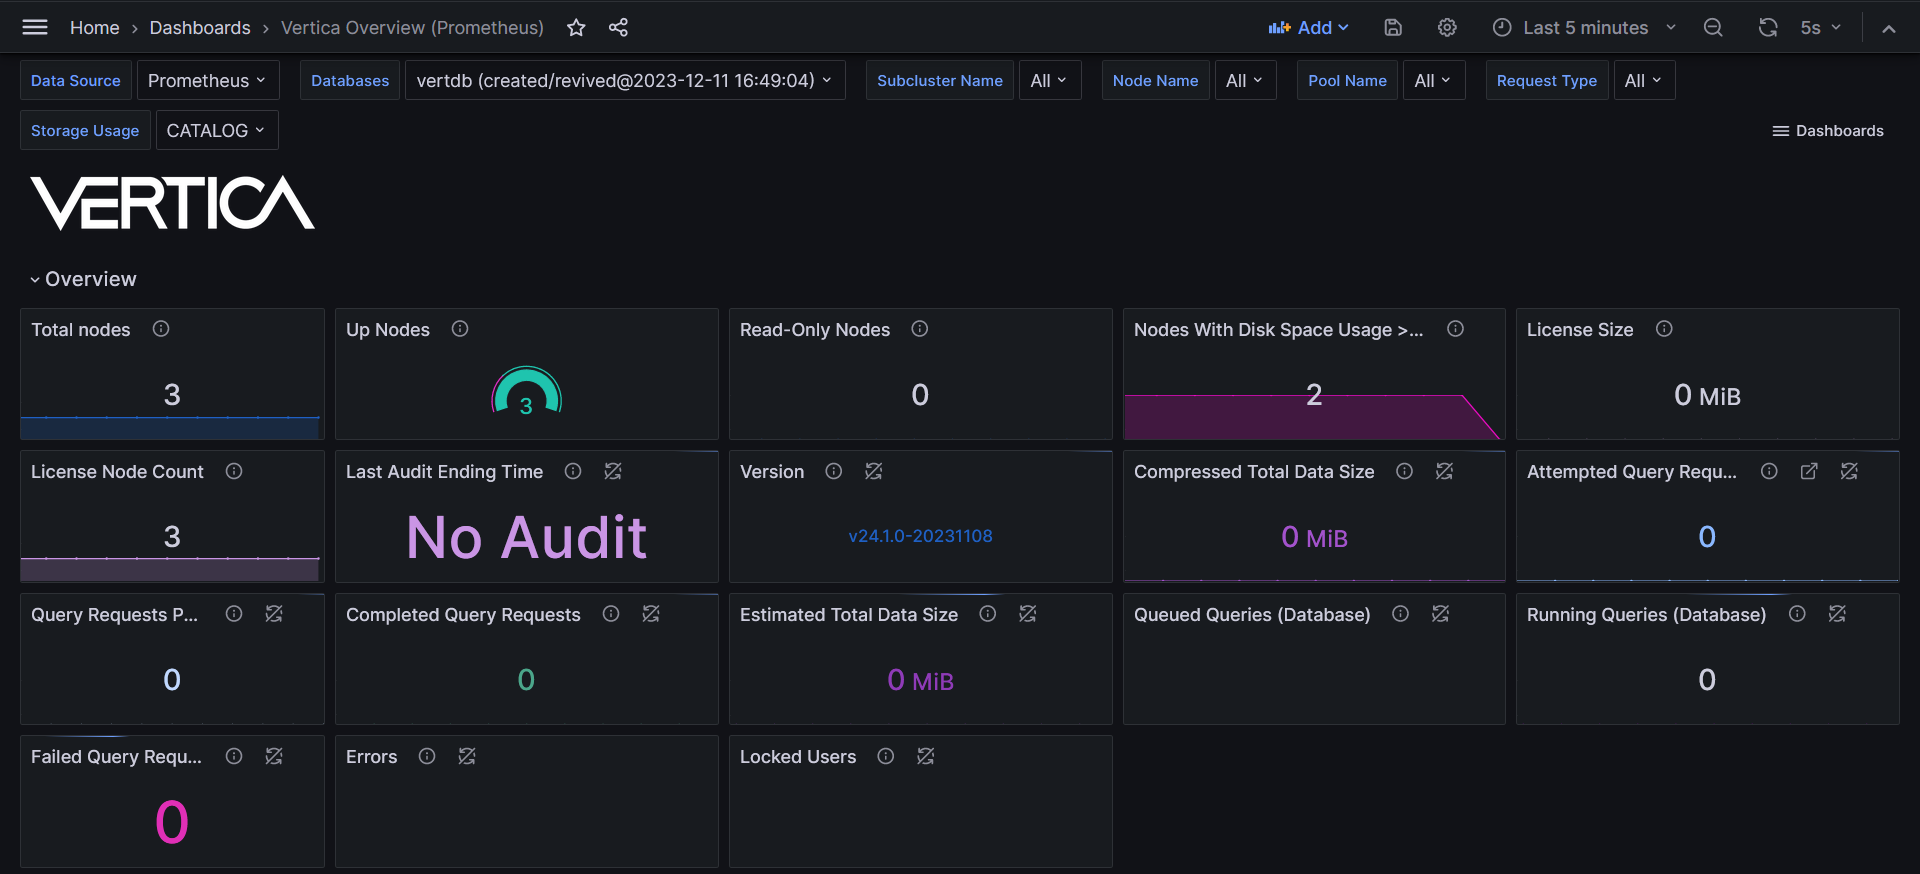 Home › Dashboards › Vertica Overview (Prometheus) Add Last 5 minutes 5s
Data Source Prometheus Databases vertdb (created/revived@2023-12-11 16:49:04) Subcluster Name All Node Name All Pool Name All Request Type All
Storage Usage CATALOG Dashboards
VERTICA
Overview
Total nodes
3
Up Nodes
3
Read-Only Nodes
0
Nodes With Disk Space Usage >...
2
License Size
0 MiB
License Node Count
3
Last Audit Ending Time
No Audit
Version
v24.1.0-20231108
Compressed Total Data Size
0 MiB
Attempted Query Requ...
0
Query Requests P...
0
Completed Query Requests
0
Estimated Total Data Size
0 MiB
Queued Queries (Database)
Running Queries (Database)
0
Failed Query Requ...
0
Errors
Locked Users